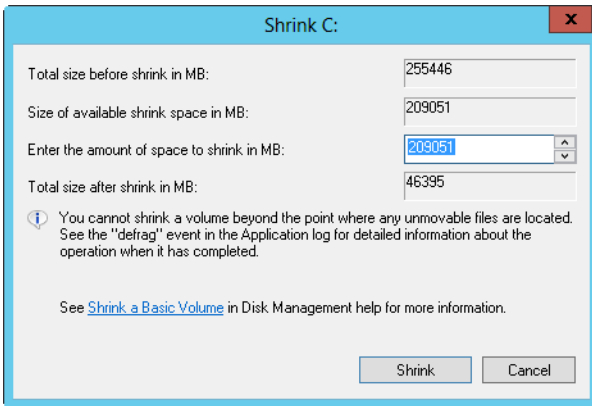 Shrink C:
x
Total size before shrink in MB: 255446
Size of available shrink space in MB: 209051
Enter the amount of space to shrink in MB: 209051
Total size after shrink in MB: 46395
You cannot shrink a volume beyond the point where any unmovable files are located.
See the "defrag" event in the Application log for detailed information about the
operation when it has completed.
See Shrink a Basic Volume in Disk Management help for more information.
Shrink Cancel